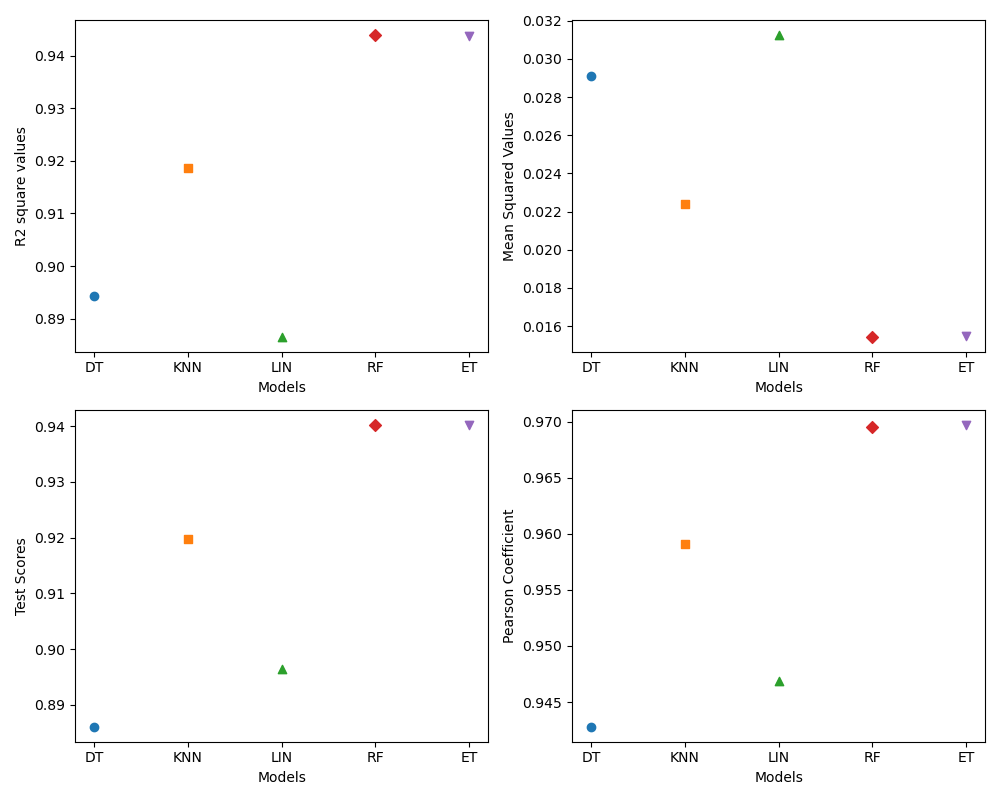 R2 square values
0.94
0.93
0.92
0.91
0.90
0.89
DT KNN LIN RF ET
Models
Mean Squared Values
0.032
0.030
0.028
0.026
0.024
0.022
0.020
0.018
0.016
DT KNN LIN RF ET
Models
Test Scores
0.94
0.93
0.92
0.91
0.90
0.89
DT KNN LIN RF ET
Models
Pearson Coefficient
0.970
0.965
0.960
0.955
0.950
0.945
DT KNN LIN RF ET
Models